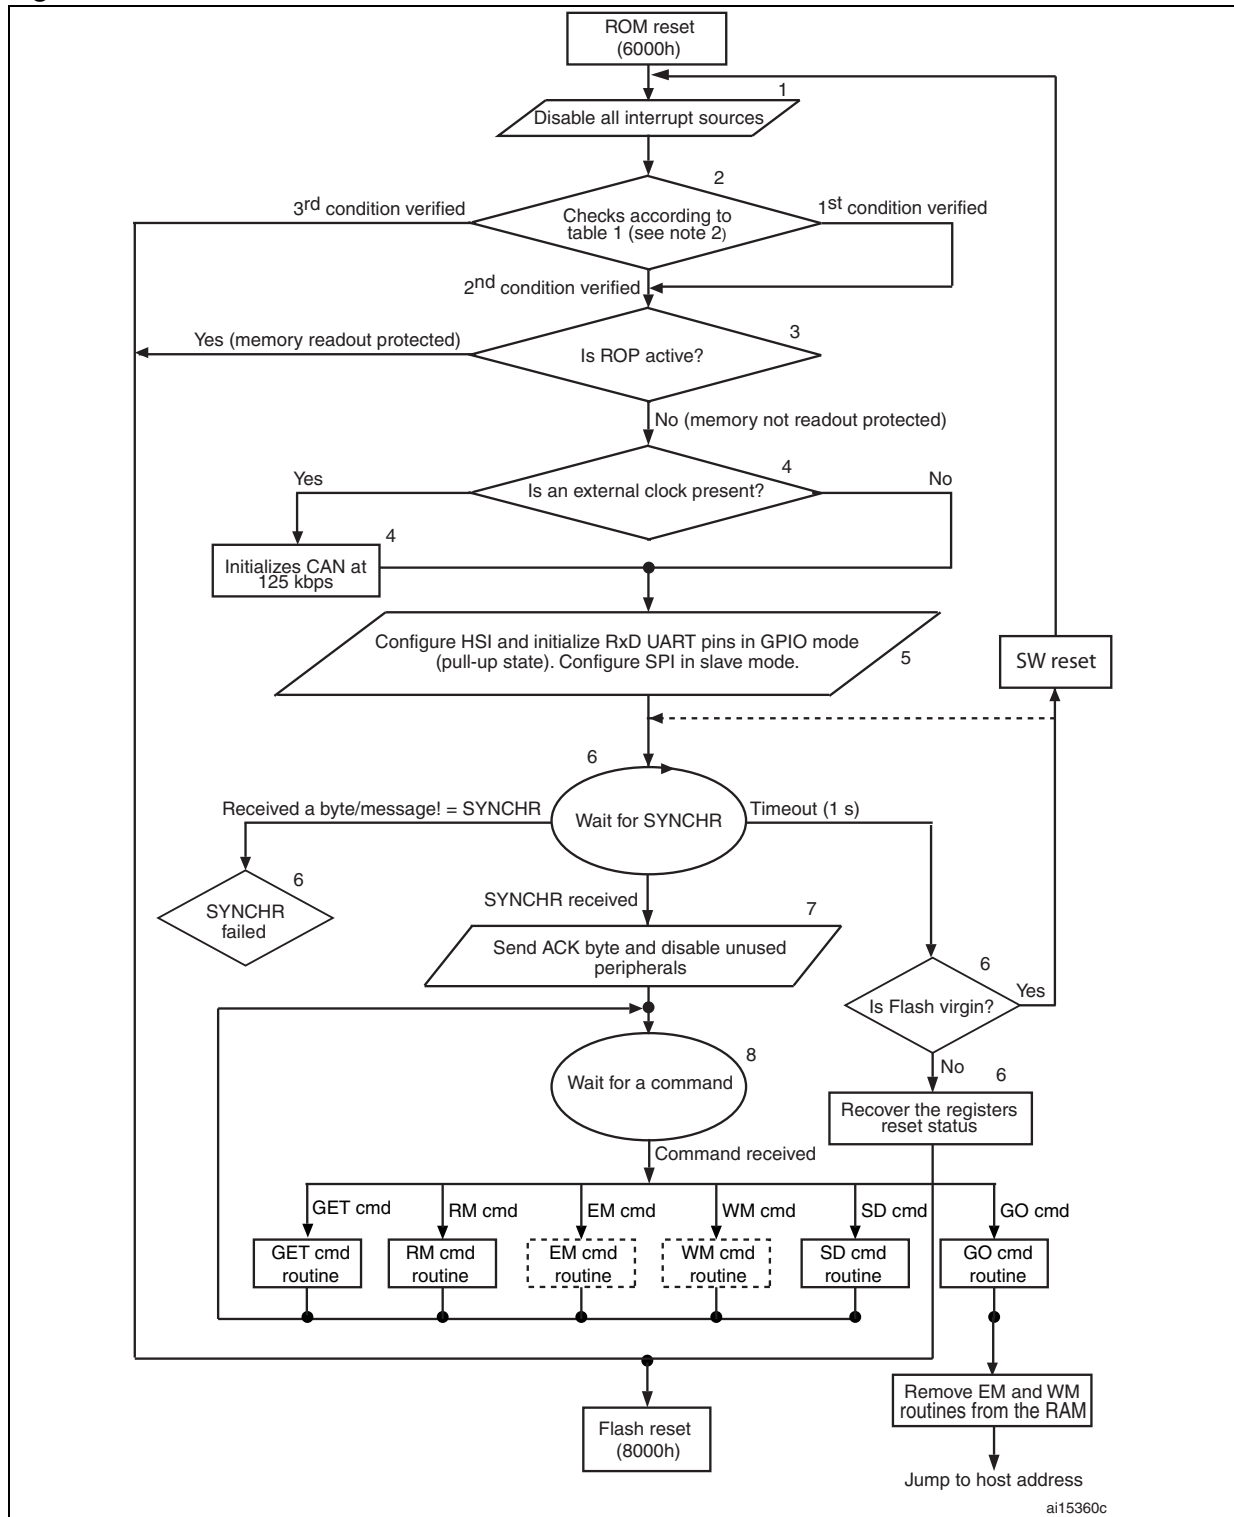 ROM reset
(6000h)
1
Disable all interrupt sources
2
3rd condition verified
Checks according to
table 1 (see note 2)
1st condition verified
2nd condition verified
3
Yes (memory readout protected)
Is ROP active?
No (memory not readout protected)
4
Yes
Is an external clock present?
No
4
Initializes CAN at
125 kbps
Configure HSI and initialize RxD UART pins in GPIO mode
(pull-up state). Configure SPI in slave mode.
5
SW reset
6
Received a byte/message! = SYNCHR
Wait for SYNCHR
Timeout (1 s)
6
SYNCHR
failed
SYNCHR received
7
Send ACK byte and disable unused
peripherals
6
Is Flash virgin?
Yes
8
Wait for a command
No
6
Recover the registers
reset status
Command received
GET cmd
RM cmd
EM cmd
WM cmd
SD cmd
GO cmd
GET cmd
routine
RM cmd
routine
EM cmd
routine
WM cmd
routine
SD cmd
routine
GO cmd
routine
Remove EM and WM
routines from the RAM
Flash reset
(8000h)
Jump to host address
ai15360c